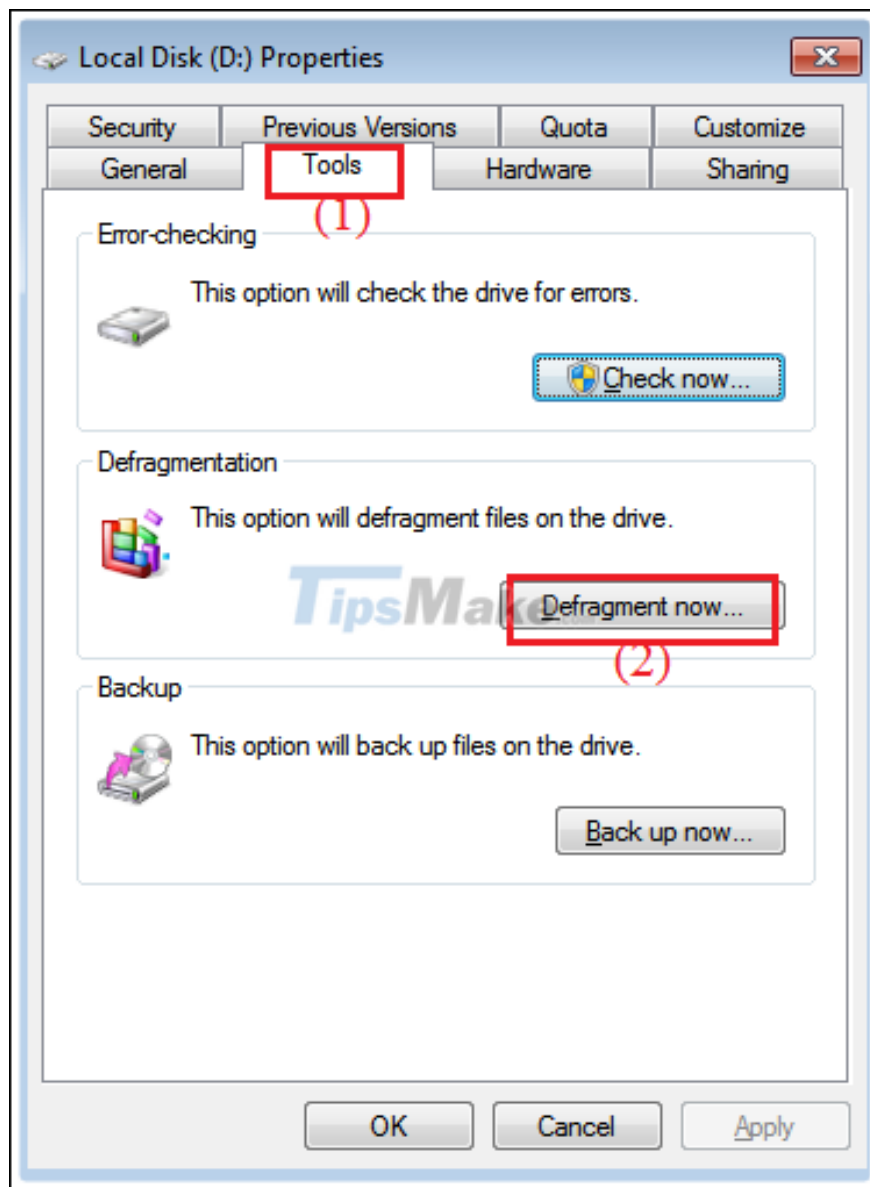 Local Disk (D:) Properties
Security Previous Versions Quota Customize
General Tools Hardware Sharing
(1)
Error-checking
This option will check the drive for errors.
Check now...
Defragmentation
This option will defragment files on the drive.
TipsMake.com
Defragment now...
(2)
Backup
This option will back up files on the drive.
Back up now...
OK Cancel Apply